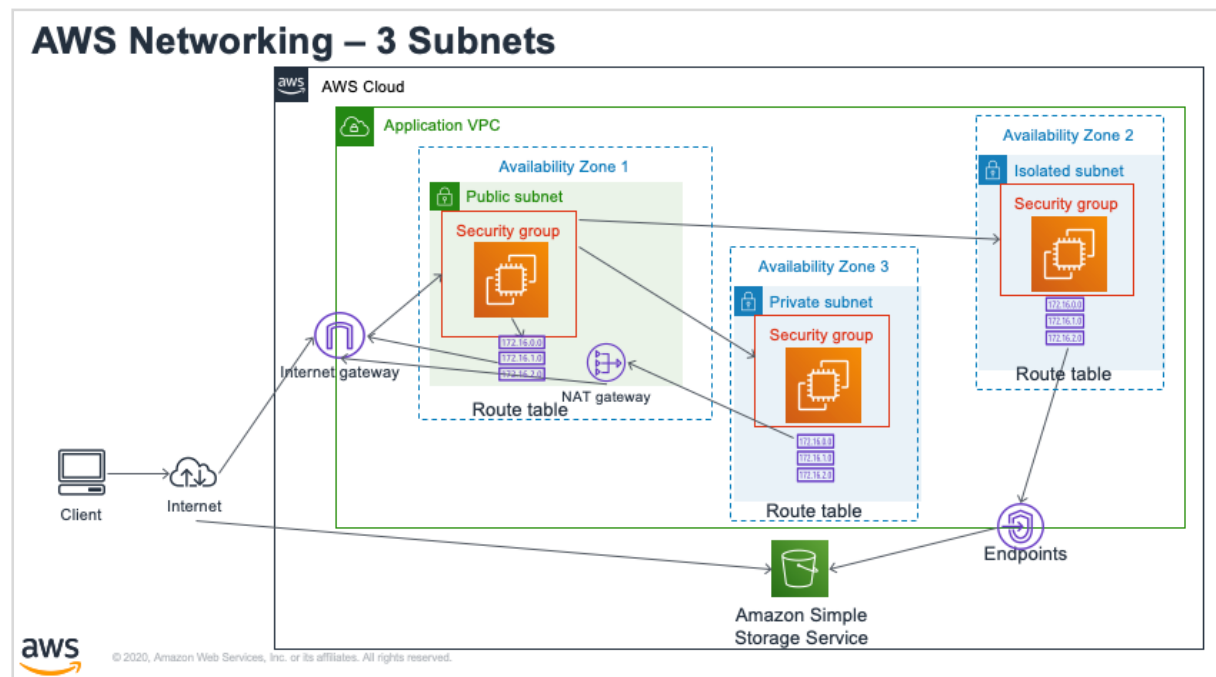 AWS Networking – 3 Subnets
aws
AWS Cloud
Application VPC
Availability Zone 1
Public subnet
Security group
172.16.0.0
172.16.1.0
172.16.2.0
Route table
NAT gateway
Internet gateway
Availability Zone 2
Isolated subnet
Security group
172.16.0.0
172.16.1.0
172.16.2.0
Route table
Availability Zone 3
Private subnet
Security group
172.16.0.0
172.16.1.0
172.16.2.0
Route table
Client
Internet
Endpoints
Amazon Simple
Storage Service
aws
© 2020, Amazon Web Services, Inc. or its affiliates. All rights reserved.